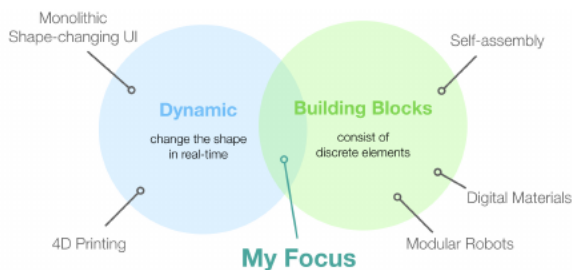 Monolithic
Shape-changing UI
Self-assembly
Dynamic
change the shape
in real-time
Building Blocks
consist of
discrete elements
Digital Materials
4D Printing
My Focus
Modular Robots